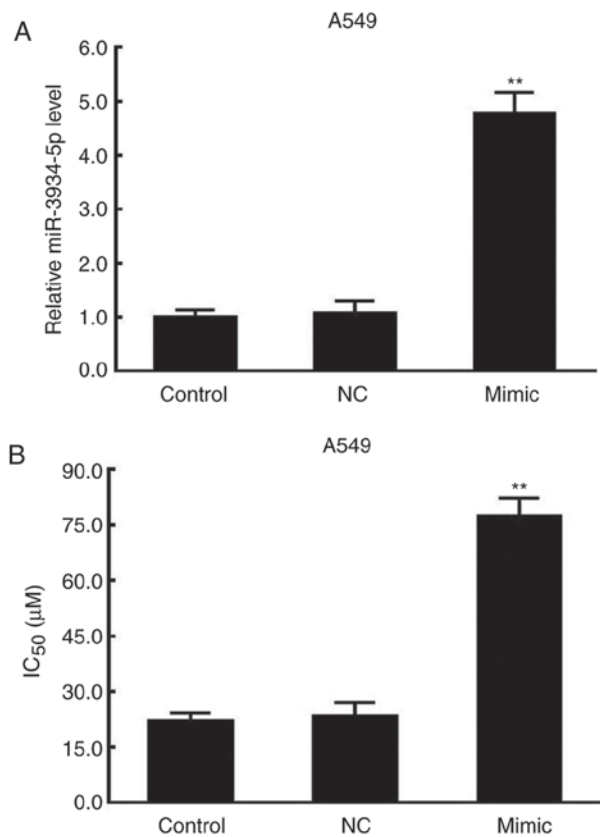 A
A549
Relative miR-3934-5p level
6.0
5.0
4.0
3.0
2.0
1.0
0.0
**
Control NC Mimic
B
A549
IC50 (μM)
90.0
75.0
60.0
45.0
30.0
15.0
0.0
**
Control NC Mimic